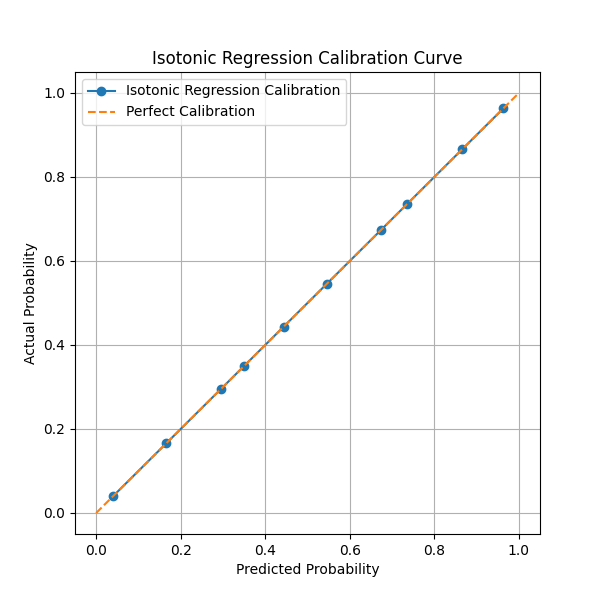 Isotonic Regression Calibration Curve
Isotonic Regression Calibration
Perfect Calibration
1.0
0.8
0.6
0.4
0.2
0.0
Actual Probability
0.0 0.2 0.4 0.6 0.8 1.0
Predicted Probability